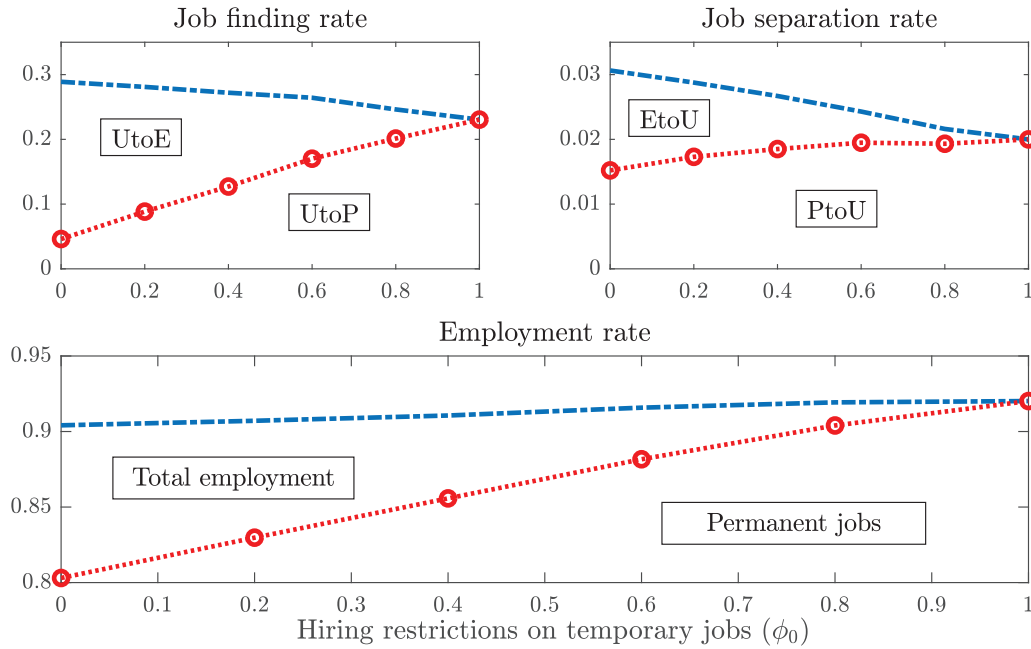 Job finding rate
0.3
0.2
0.1
0
UtoE
UtoP
0 0.2 0.4 0.6 0.8 1
Job separation rate
0.03
0.02
0.01
0
EtoU
PtoU
0 0.2 0.4 0.6 0.8 1
Employment rate
0.95
0.9
0.85
0.8
Total employment
Permanent jobs
0 0.1 0.2 0.3 0.4 0.5 0.6 0.7 0.8 0.9 1
Hiring restrictions on temporary jobs (ϕ₀)